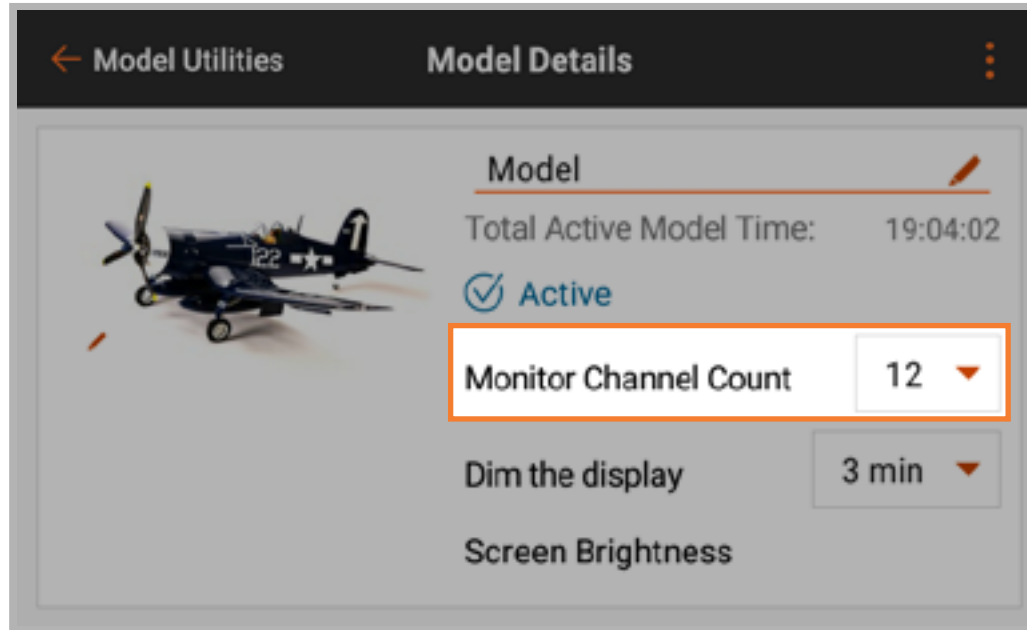 Model Utilities
Model Details
Model
Total Active Model Time: 19:04:02
Active
Monitor Channel Count 12
Dim the display 3 min
Screen Brightness
122